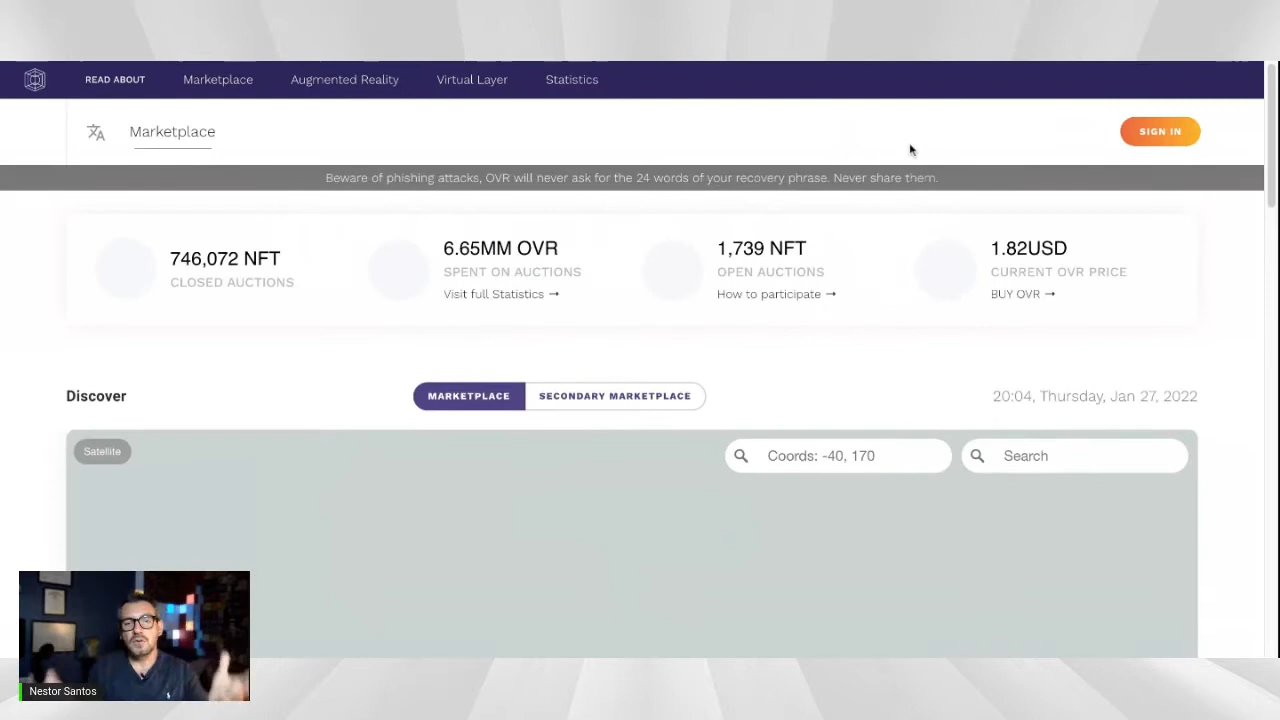 READ ABOUT Marketplace Augmented Reality Virtual Layer Statistics
Marketplace
SIGN IN
Beware of phishing attacks, OVR will never ask for the 24 words of your recovery phrase. Never share them.
746,072 NFT
CLOSED AUCTIONS
6.65MM OVR
SPENT ON AUCTIONS
Visit full Statistics →
1,739 NFT
OPEN AUCTIONS
How to participate →
1.82USD
CURRENT OVR PRICE
BUY OVR →
Discover
MARKETPLACE SECONDARY MARKETPLACE
20:04, Thursday, Jan 27, 2022
Satellite
Coords: -40, 170
Search
Nestor Santos